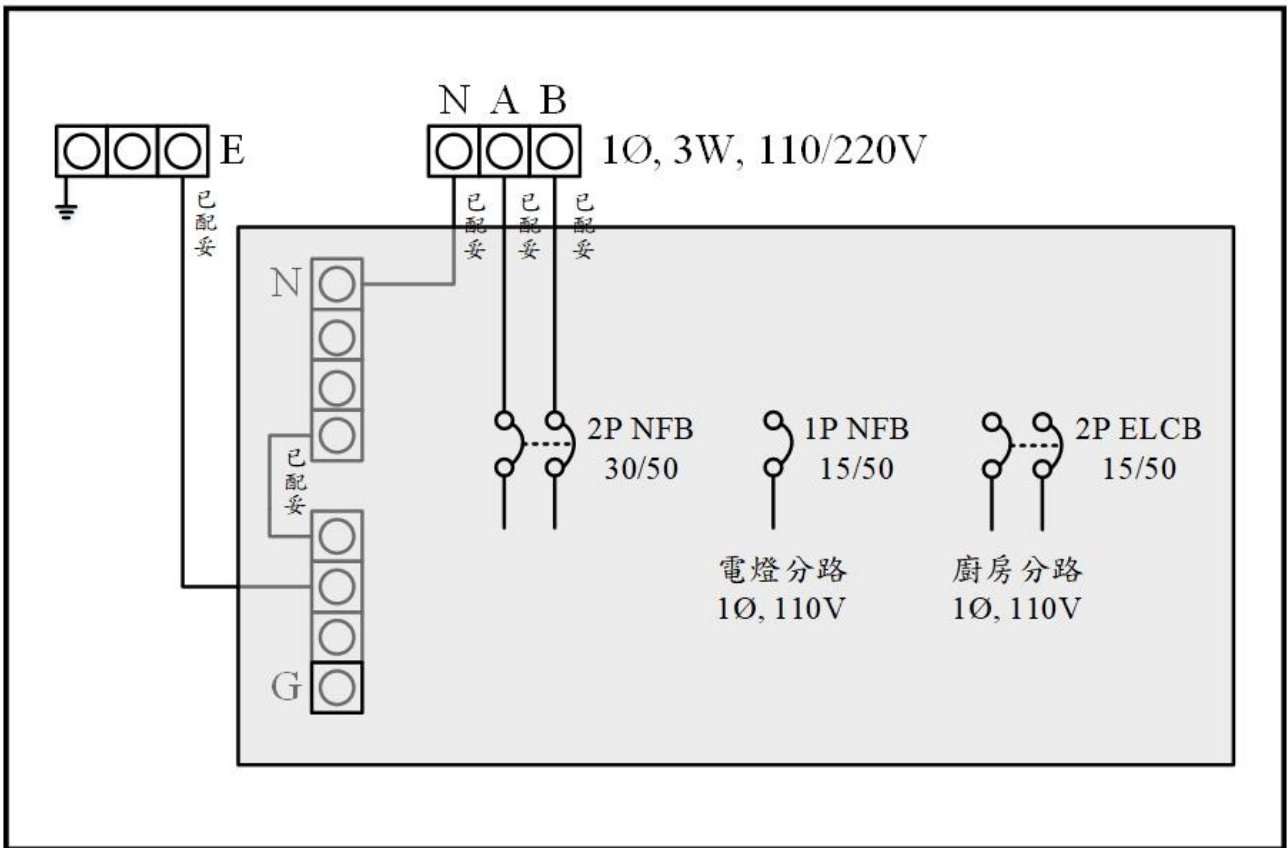 N A B
E
1Ø, 3W, 110/220V
已配妥
已配妥
已配妥
已配妥
N
2P NFB
30/50
1P NFB
15/50
2P ELCB
15/50
已配妥
電燈分路
1Ø, 110V
廚房分路
1Ø, 110V
G